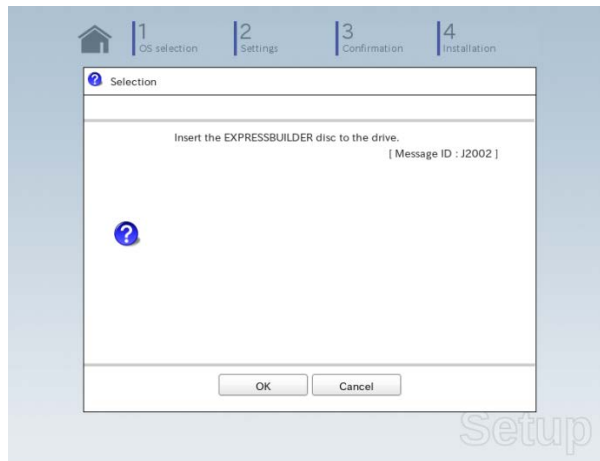 1
OS selection
2
Settings
3
Confirmation
4
Installation
Selection
Insert the EXPRESSBUILDER disc to the drive.
[ Message ID : J2002 ]
OK
Cancel
Setup